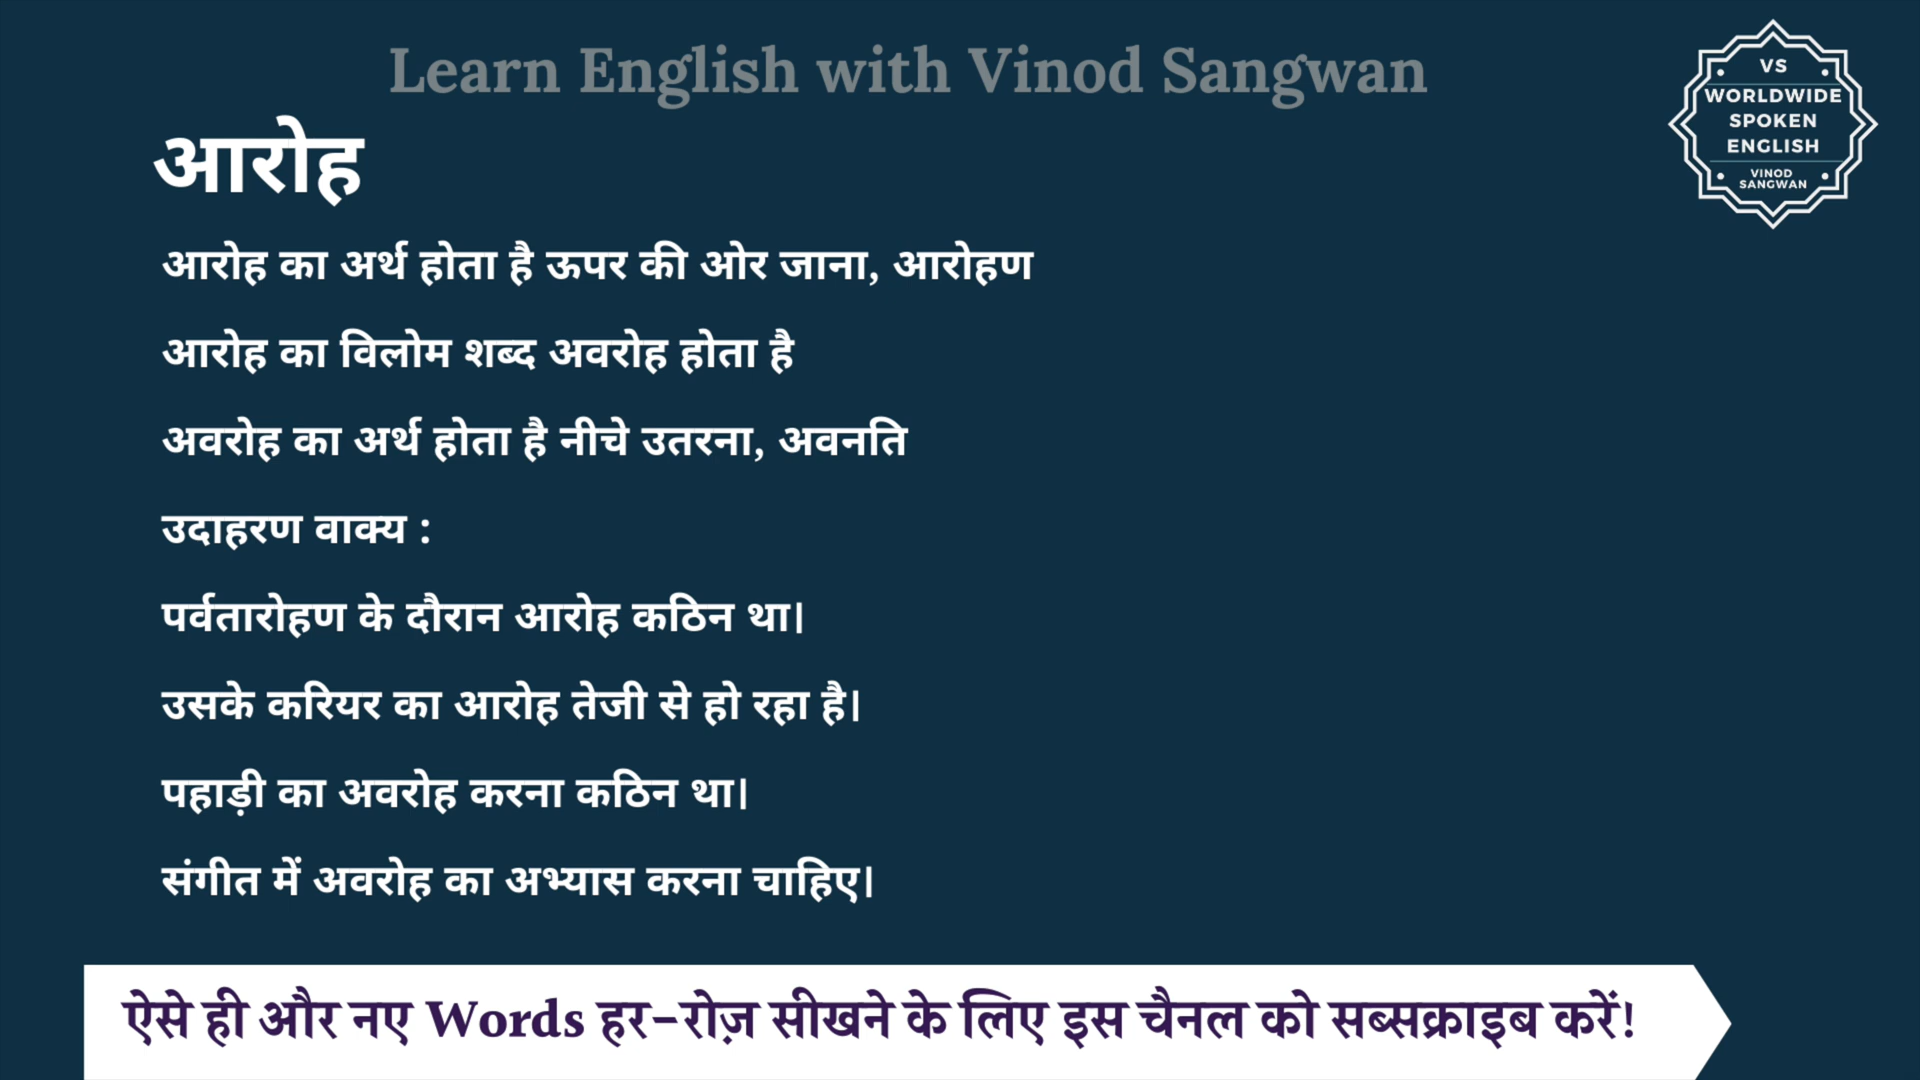 Learn English with Vinod Sangwan
VS
WORLDWIDE
SPOKEN
ENGLISH
VINOD
SANGWAN
आरोह
आरोह का अर्थ होता है ऊपर की ओर जाना, आरोहण
आरोह का विलोम शब्द अवरोह होता है
अवरोह का अर्थ होता है नीचे उतरना, अवनति
उदाहरण वाक्य :
पर्वतारोहण के दौरान आरोह कठिन था।
उसके करियर का आरोह तेजी से हो रहा है।
पहाड़ी का अवरोह करना कठिन था।
संगीत में अवरोह का अभ्यास करना चाहिए।
ऐसे ही और नए Words हर-रोज़ सीखने के लिए इस चैनल को सब्सक्राइब करें!